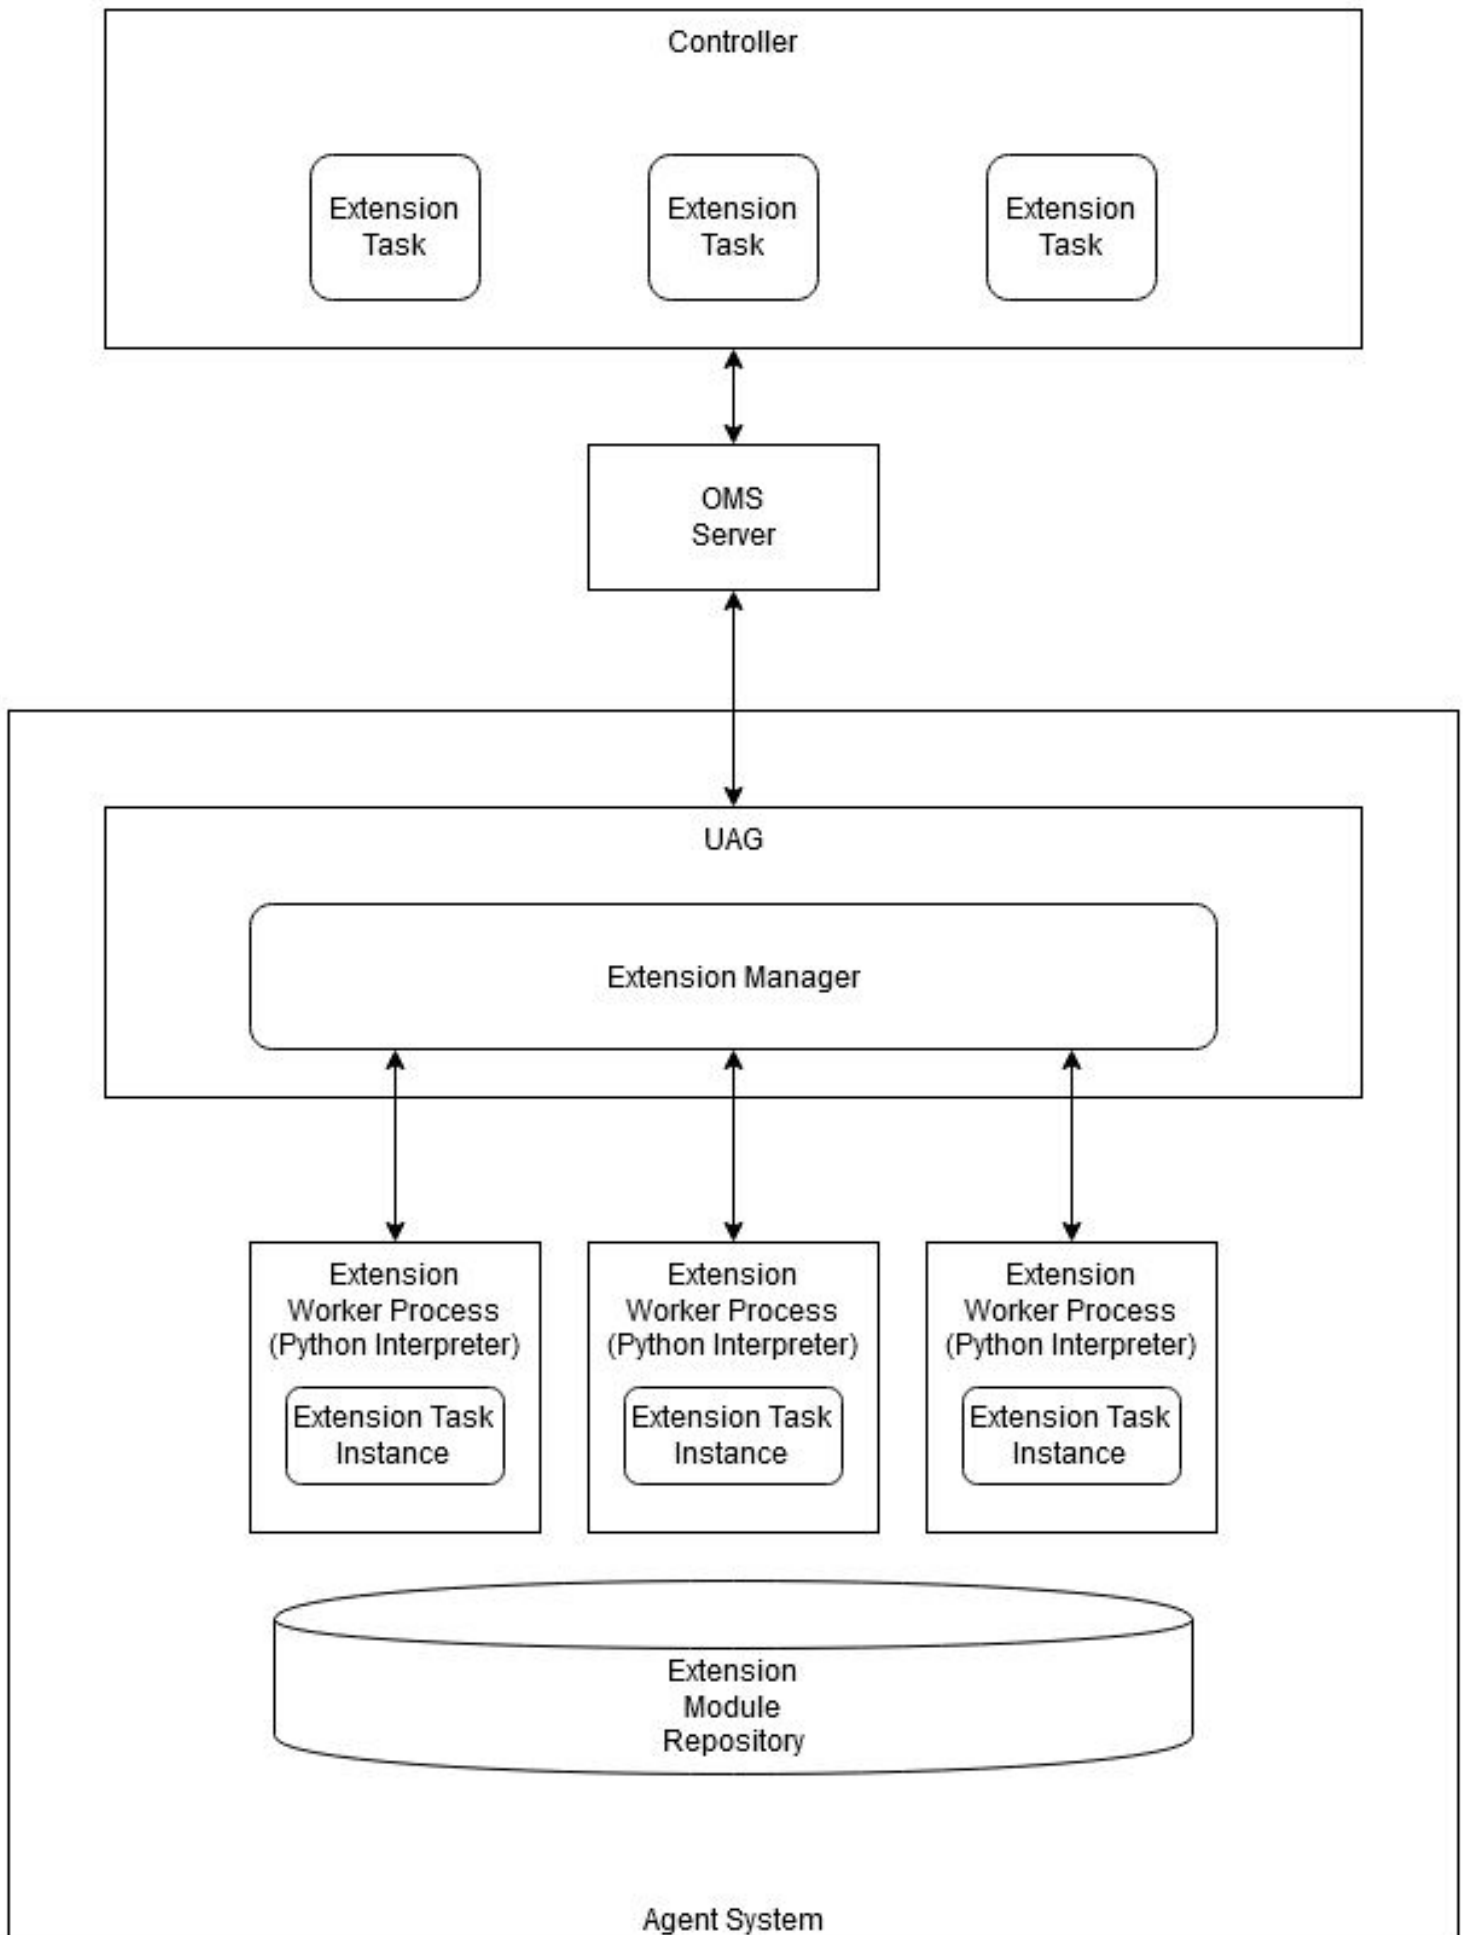 Controller
Extension
Task
Extension
Task
Extension
Task
OMS
Server
UAG
Extension Manager
Extension
Worker Process
(Python Interpreter)
Extension Task
Instance
Extension
Worker Process
(Python Interpreter)
Extension Task
Instance
Extension
Worker Process
(Python Interpreter)
Extension Task
Instance
Extension
Module
Repository
Agent System